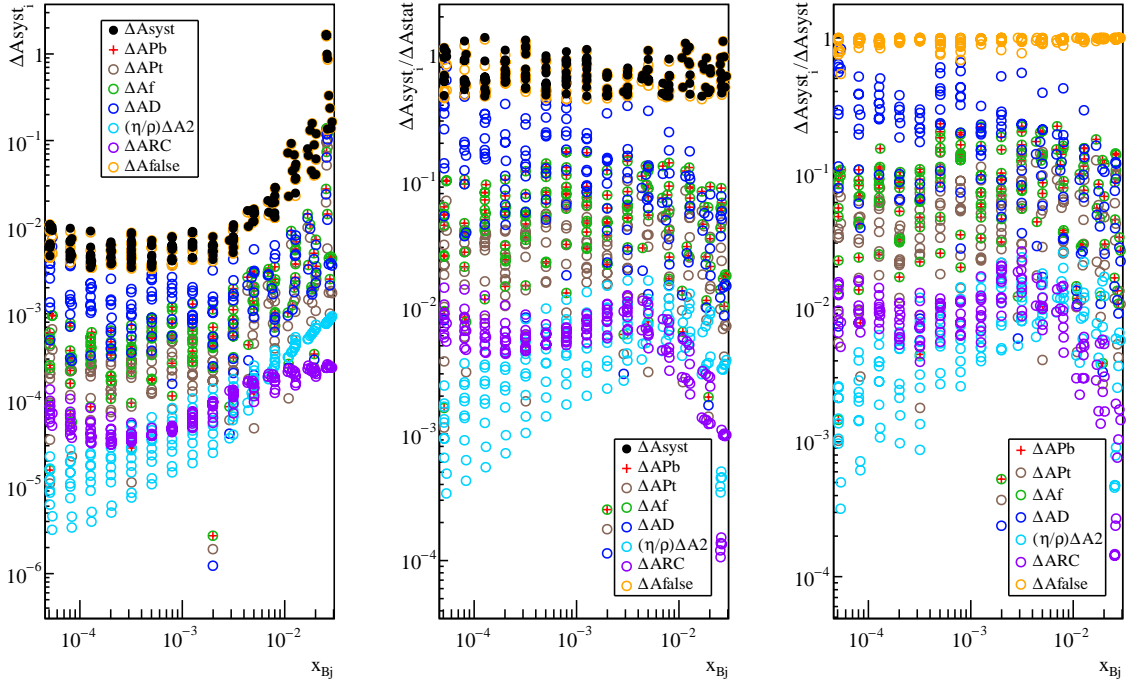 ΔAsyst_i
1
10^-1
10^-2
10^-3
10^-4
10^-5
10^-6
10^-4 10^-3 10^-2
x_Bj
ΔAsyst
ΔAPb
ΔAPt
ΔAf
ΔAD
(η/ρ)ΔA2
ΔARC
ΔAfalse
ΔAsyst_i/ΔAstat
1
10^-1
10^-2
10^-3
10^-4
10^-4 10^-3 10^-2
x_Bj
ΔAsyst
ΔAPb
ΔAPt
ΔAf
ΔAD
(η/ρ)ΔA2
ΔARC
ΔAfalse
ΔAsyst_i/ΔAsyst
1
10^-1
10^-2
10^-3
10^-4
10^-4 10^-3 10^-2
x_Bj
ΔAPb
ΔAPt
ΔAf
ΔAD
(η/ρ)ΔA2
ΔARC
ΔAfalse